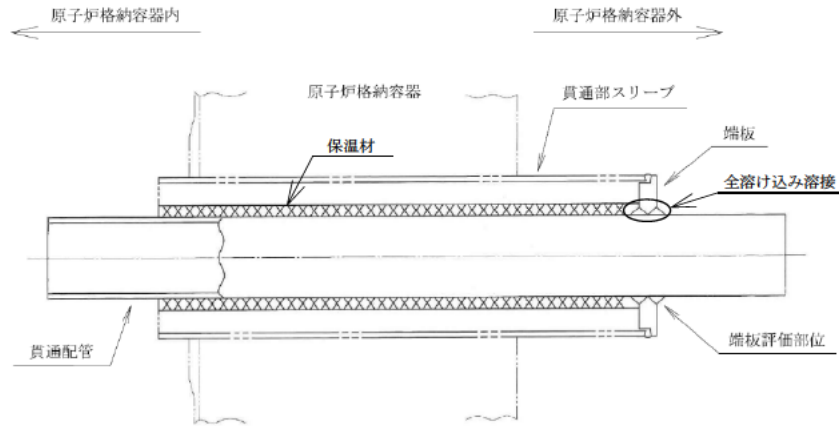 原子炉格納容器内
原子炉格納容器外
原子炉格納容器
貫通部スリーブ
保温材
端板
全溶け込み溶接
貫通配管
端板評価部位